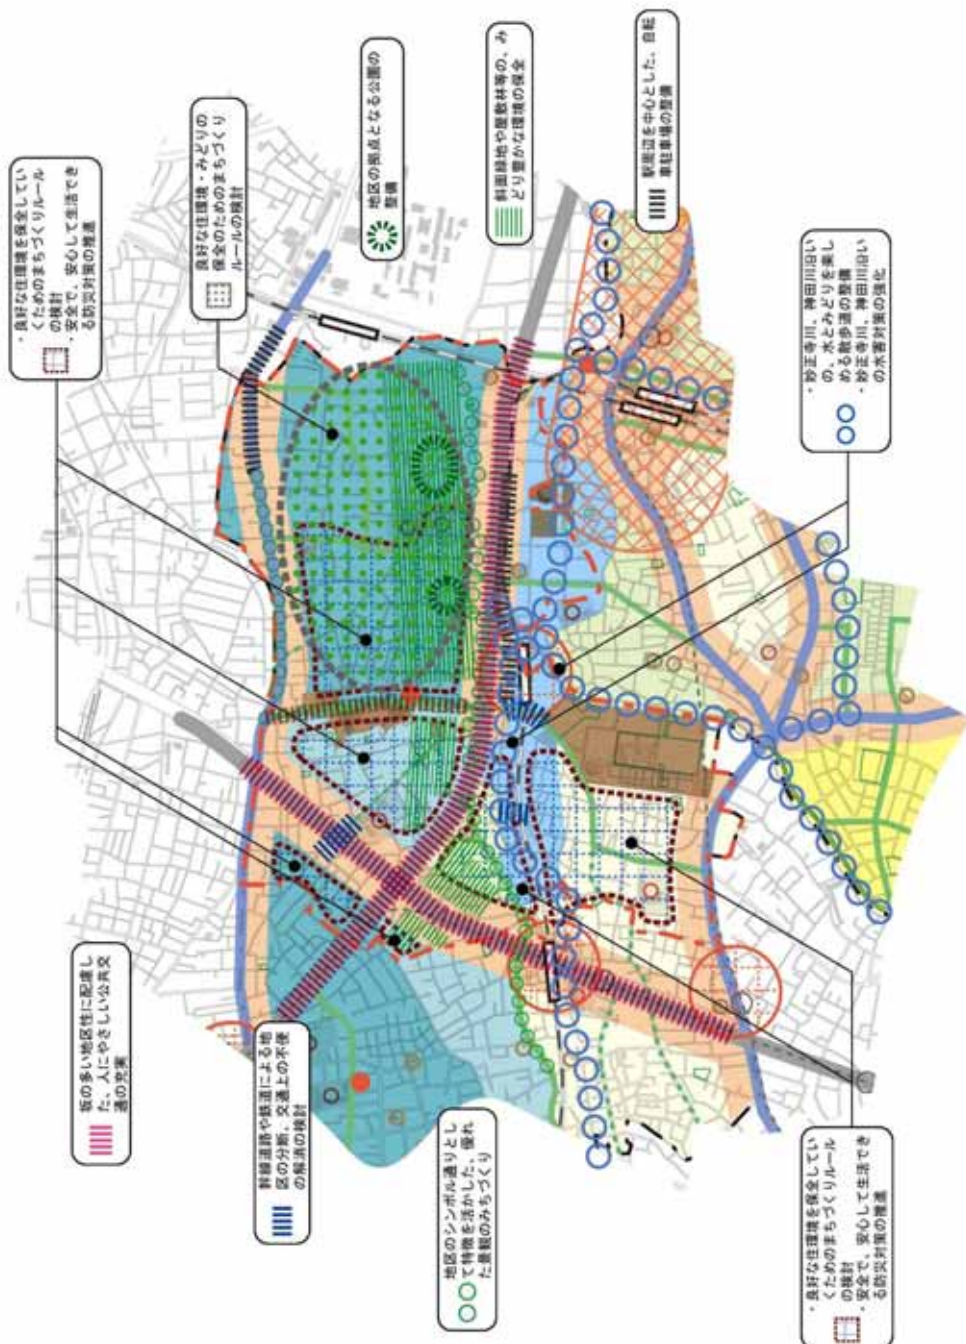 ・良好な住環境を保全してい
くためのまちづくりルール
の検討
・安全で、安心して生活でき
る防災対策の推進
良好な住環境・みどりの
保全のためのまちづくり
ルールの検討
地区の拠点となる公園の
整備
斜面緑地や屋敷林等の、み
どり豊かな環境の保全
駅周辺を中心とした、自転
車駐車場の整備
坂の多い地区性に配慮し
た、人にやさしい公共交
通の充実
幹線道路や鉄道による地
区の分断、交通上の不便
の解消の検討
地区のシンボル通りとし
て特徴を活かした、優れ
た景観のみちづくり
・妙正寺川、神田川沿い
の、水とみどりを楽し
める散歩道の整備
・妙正寺川、神田川沿い
の水害対策の強化
・良好な住環境を保全してい
くためのまちづくりルール
の検討
・安全で、安心して生活でき
る防災対策の推進